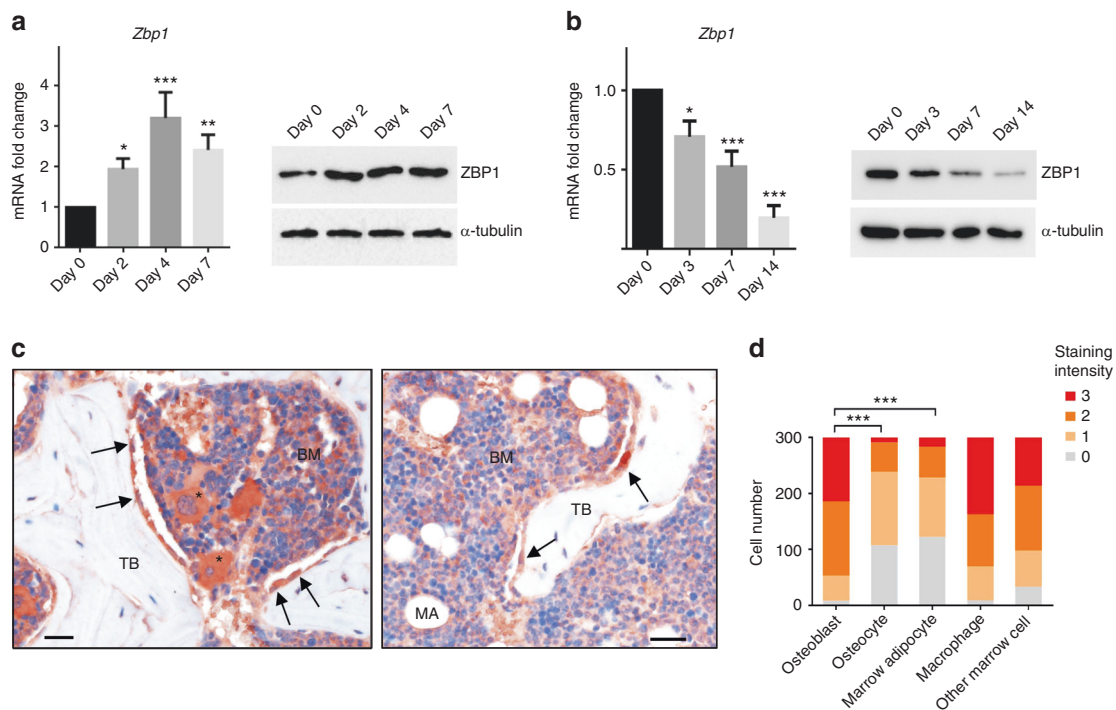 a
Zbp1
mRNA fold change
4
3
2
1
0
*
***
**
Day 0
Day 2
Day 4
Day 7
Day 0
Day 2
Day 4
Day 7
ZBP1
α-tubulin
b
Zbp1
mRNA fold change
1.0
0.5
*
***
***
Day 0
Day 3
Day 7
Day 14
Day 0
Day 3
Day 7
Day 14
ZBP1
α-tubulin
c
BM
*
*
TB
BM
TB
MA
d
Staining
intensity
3
2
1
0
***
***
Cell number
300
200
100
0
Osteoblast
Osteocyte
Marrow adipocyte
Macrophage
Other marrow cell